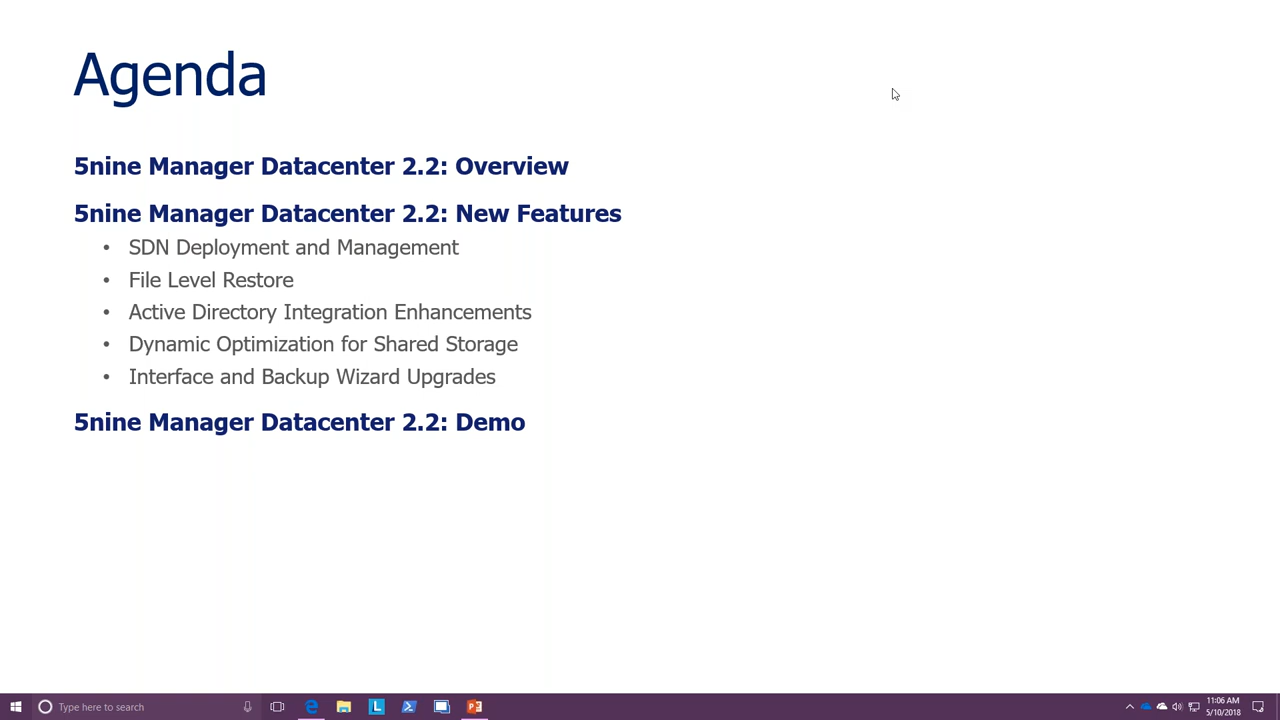 Agenda
5nine Manager Datacenter 2.2: Overview
5nine Manager Datacenter 2.2: New Features
• SDN Deployment and Management
• File Level Restore
• Active Directory Integration Enhancements
• Dynamic Optimization for Shared Storage
• Interface and Backup Wizard Upgrades
5nine Manager Datacenter 2.2: Demo
Type here to search
11:06 AM
5/10/2018